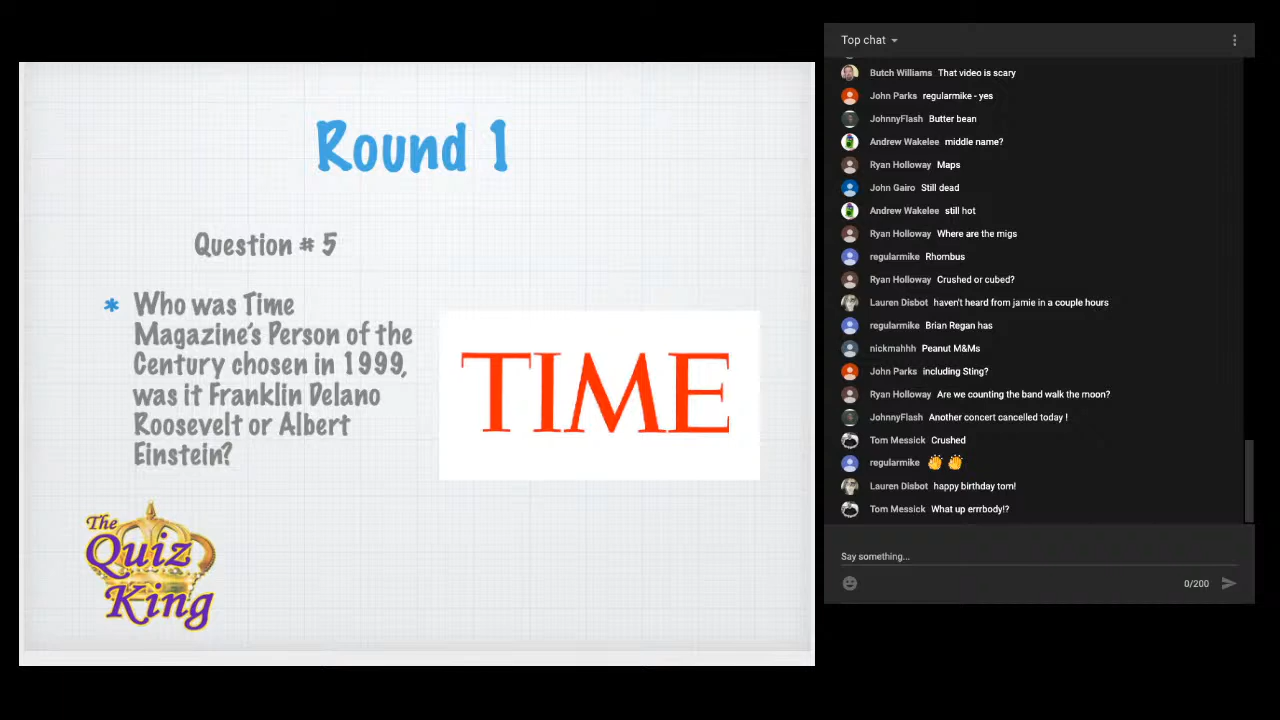 Round 1
Question # 5
* Who was Time
Magazine's Person of the
Century chosen in 1999,
was it Franklin Delano
Roosevelt or Albert
Einstein?
TIME
The
Quiz
King
Top chat
Butch Williams That video is scary
John Parks regularmike - yes
JohnnyFlash Butter bean
Andrew Wakelee middle name?
Ryan Holloway Maps
John Gairo Still dead
Andrew Wakelee still hot
Ryan Holloway Where are the migs
regularmike Rhombus
Ryan Holloway Crushed or cubed?
Lauren Disbot haven't heard from jamie in a couple hours
regularmike Brian Regan has
nickmahhh Peanut M&Ms
John Parks including Sting?
Ryan Holloway Are we counting the band walk the moon?
JohnnyFlash Another concert cancelled today !
Tom Messick Crushed
regularmike 👏 👏
Lauren Disbot happy birthday tom!
Tom Messick What up errrbody!?
Say something...
0/200